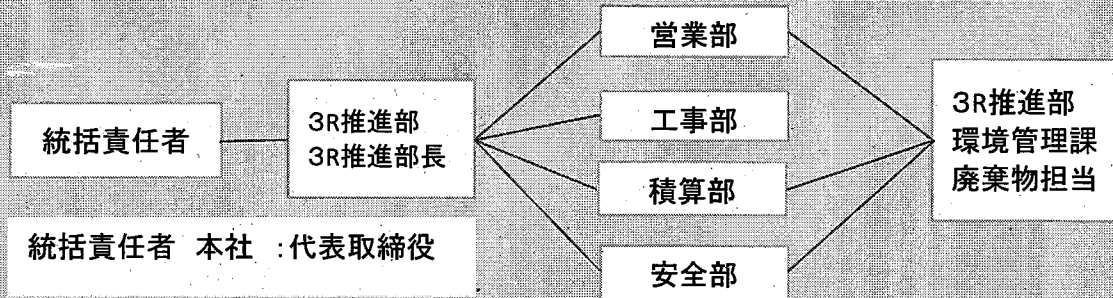 統括責任者
3R推進部
3R推進部長
営業部
工事部
積算部
安全部
3R推進部
環境管理課
廃棄物担当
統括責任者 本社 :代表取締役